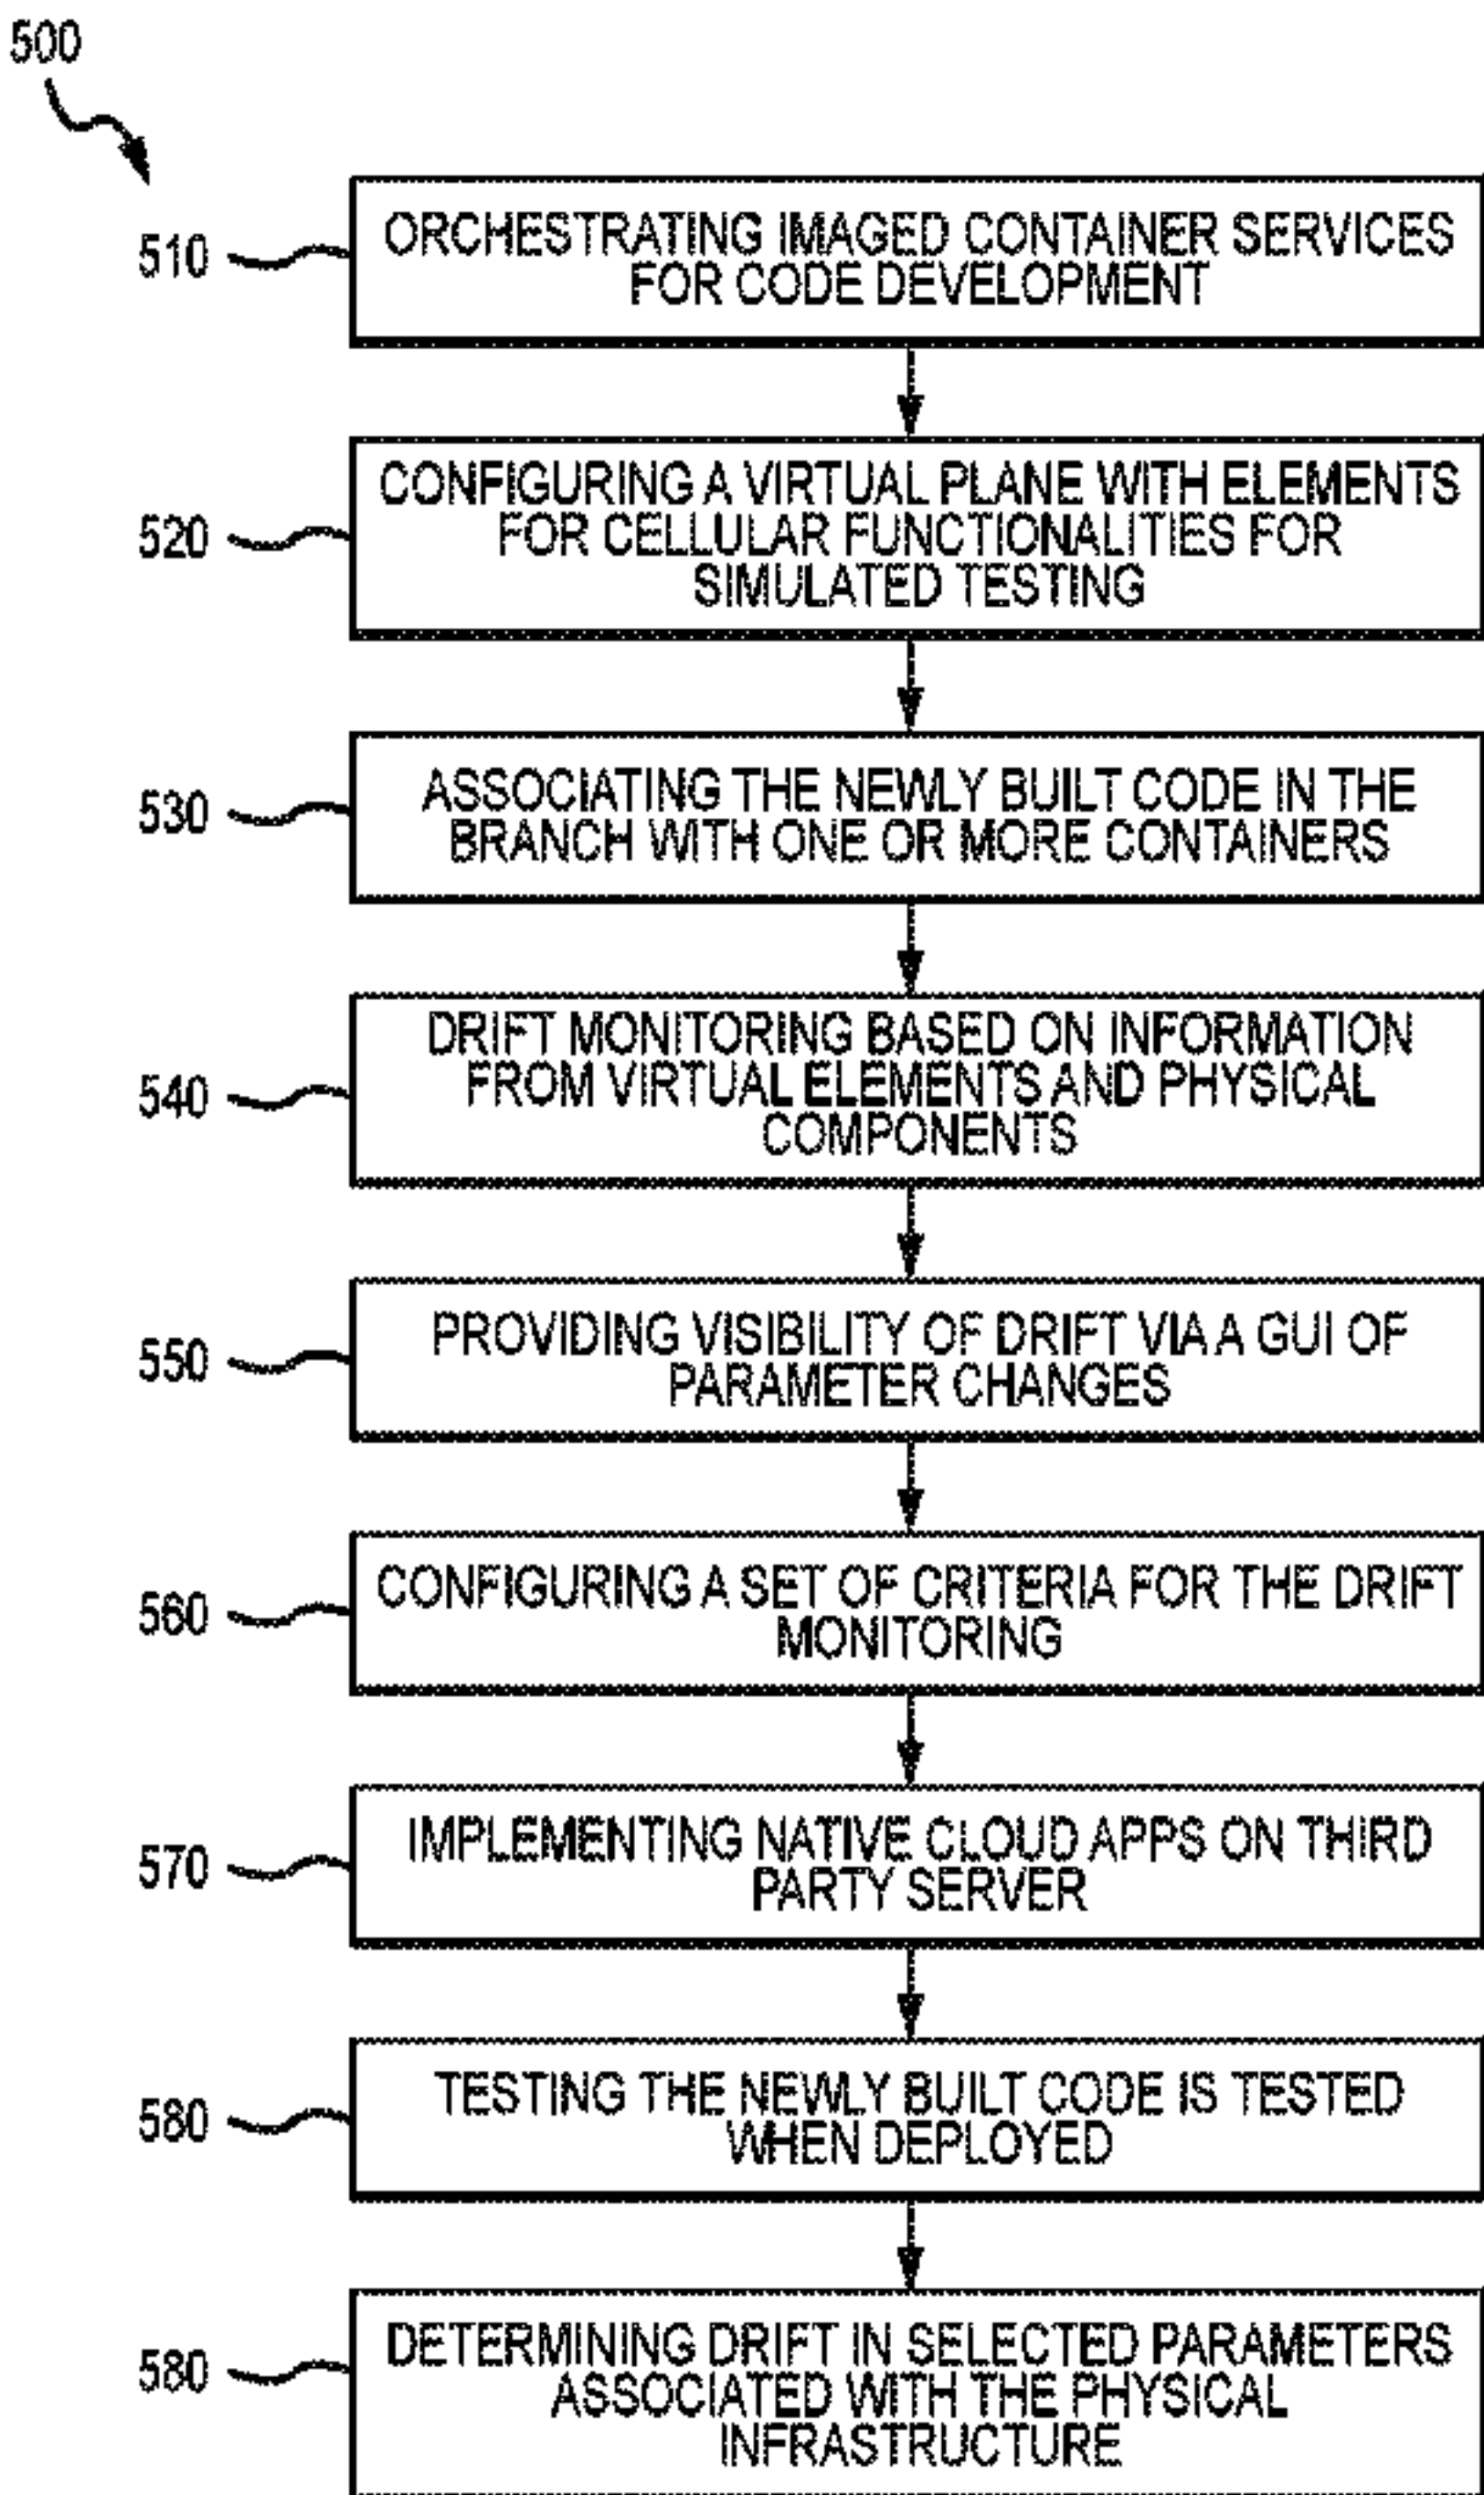 500
510
ORCHESTRATING IMAGED CONTAINER SERVICES
FOR CODE DEVELOPMENT
520
CONFIGURING A VIRTUAL PLANE WITH ELEMENTS
FOR CELLULAR FUNCTIONALITIES FOR
SIMULATED TESTING
530
ASSOCIATING THE NEWLY BUILT CODE IN THE
BRANCH WITH ONE OR MORE CONTAINERS
540
DRIFT MONITORING BASED ON INFORMATION
FROM VIRTUAL ELEMENTS AND PHYSICAL
COMPONENTS
550
PROVIDING VISIBILITY OF DRIFT VIA A GUI OF
PARAMETER CHANGES
560
CONFIGURING A SET OF CRITERIA FOR THE DRIFT
MONITORING
570
IMPLEMENTING NATIVE CLOUD APPS ON THIRD
PARTY SERVER
580
TESTING THE NEWLY BUILT CODE IS TESTED
WHEN DEPLOYED
580
DETERMINING DRIFT IN SELECTED PARAMETERS
ASSOCIATED WITH THE PHYSICAL
INFRASTRUCTURE